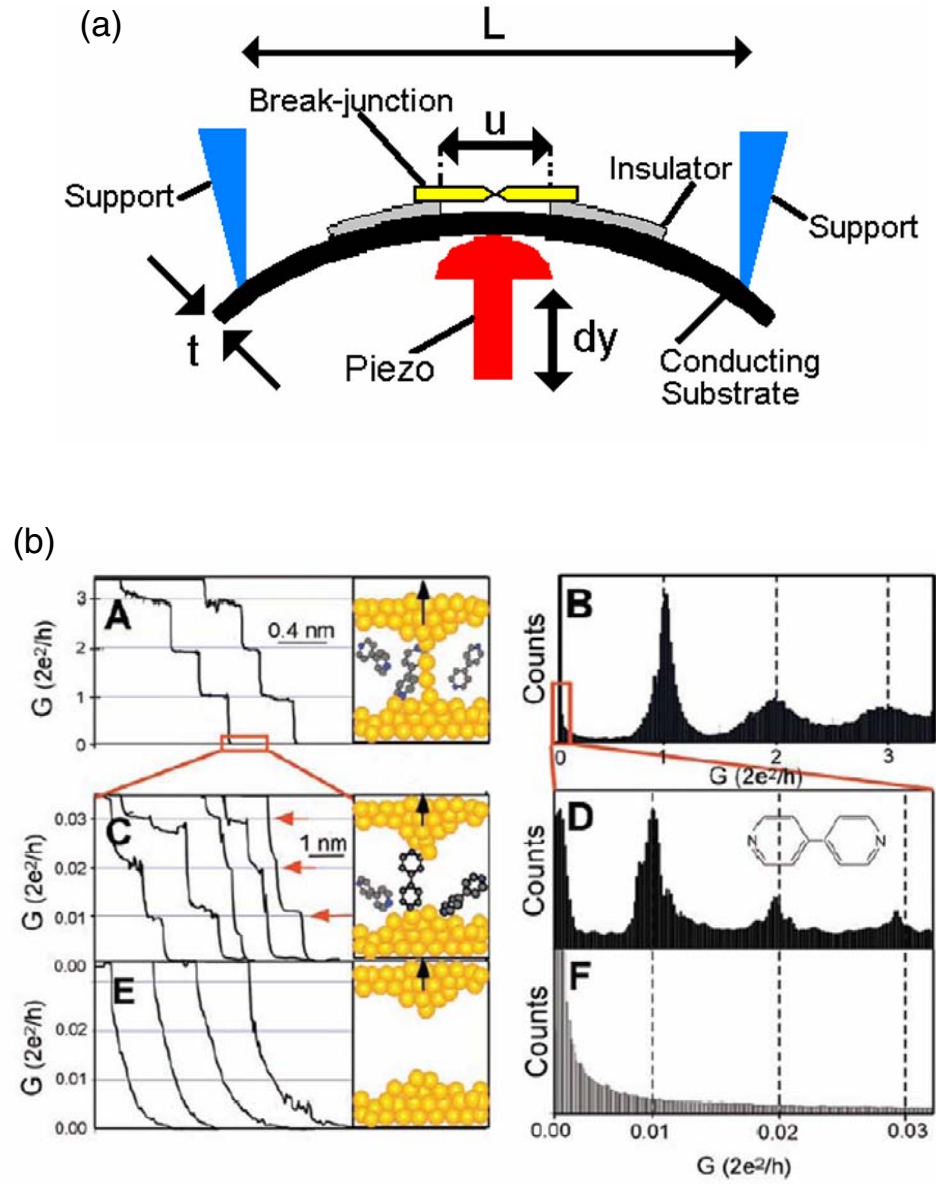 (a)
L
Break-junction
u
Insulator
Support
Support
t
Piezo
dy
Conducting
Substrate
(b)
A
G (2e²/h)
3
2
1
0
0.4 nm
B
Counts
0
1
2
3
G (2e²/h)
C
G (2e²/h)
0.03
0.02
0.01
1 nm
D
Counts
N
N
E
G (2e²/h)
0.00
0.02
0.01
0.00
F
Counts
0.00
0.01
0.02
0.03
G (2e²/h)